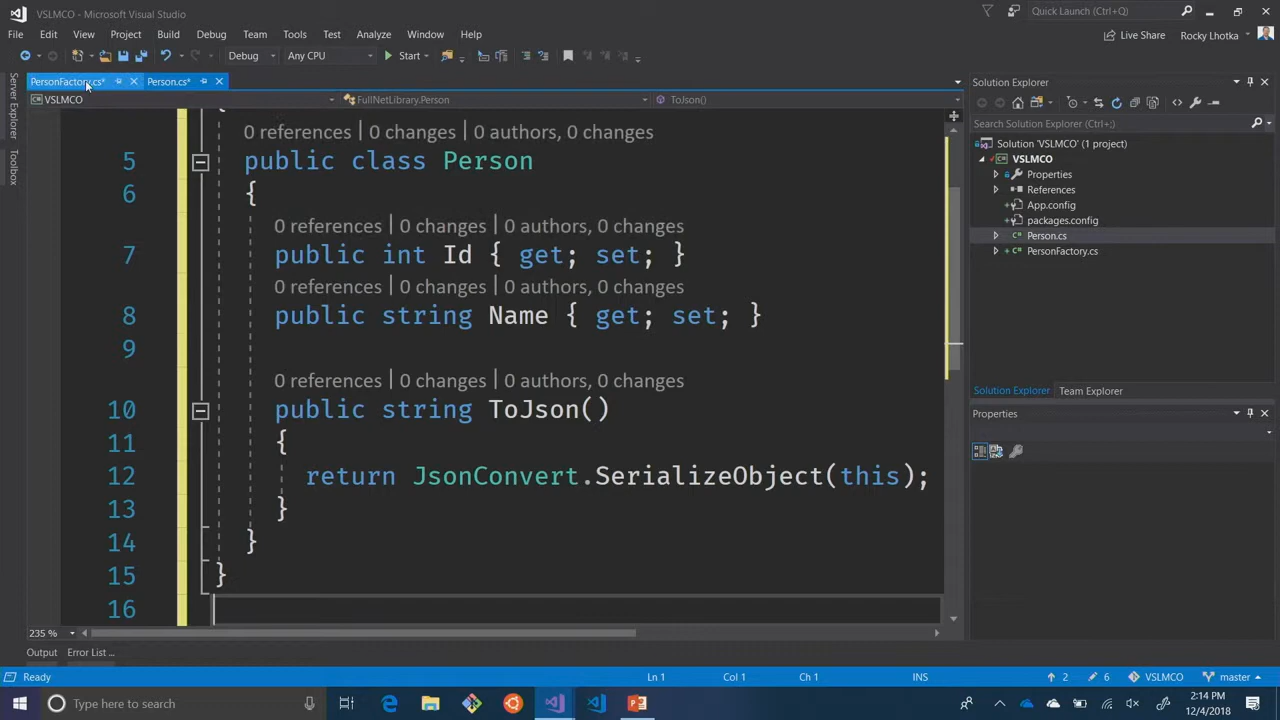 VSLMCO - Microsoft Visual Studio
Quick Launch (Ctrl+Q)
File Edit View Project Build Debug Team Tools Test Analyze Window Help
Live Share Rocky Lhotka
Debug Any CPU Start
PersonFactory.cs* Person.cs*
VSLMCO FullNetLibrary.Person ToJson()
Server Explorer
Toolbox
{
0 references | 0 changes | 0 authors, 0 changes
5 public class Person
6 {
0 references | 0 changes | 0 authors, 0 changes
7 public int Id { get; set; }
0 references | 0 changes | 0 authors, 0 changes
8 public string Name { get; set; }
9
0 references | 0 changes | 0 authors, 0 changes
10 public string ToJson()
11 {
12 return JsonConvert.SerializeObject(this);
13 }
14 }
15 }
16
235 %
Output Error List ...
Solution Explorer
Search Solution Explorer (Ctrl+;)
Solution 'VSLMCO' (1 project)
VSLMCO
Properties
References
App.config
packages.config
Person.cs
PersonFactory.cs
Solution Explorer Team Explorer
Properties
Ready Ln 1 Col 1 Ch 1 INS 2 6 VSLMCO master
Type here to search
2:14 PM
12/4/2018